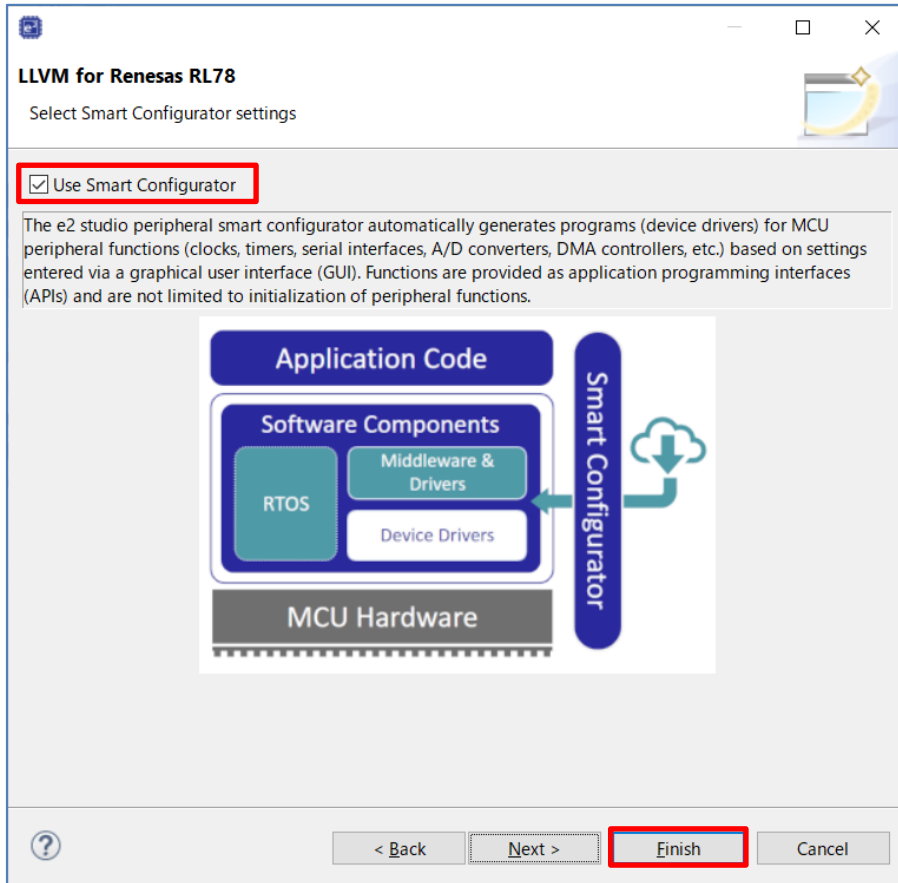 e²
LLVM for Renesas RL78
Select Smart Configurator settings
Use Smart Configurator
The e2 studio peripheral smart configurator automatically generates programs (device drivers) for MCU
peripheral functions (clocks, timers, serial interfaces, A/D converters, DMA controllers, etc.) based on settings
entered via a graphical user interface (GUI). Functions are provided as application programming interfaces
(APIs) and are not limited to initialization of peripheral functions.
Application Code
Software Components
RTOS
Middleware &
Drivers
Device Drivers
MCU Hardware
Smart Configurator
?
< Back
Next >
Finish
Cancel